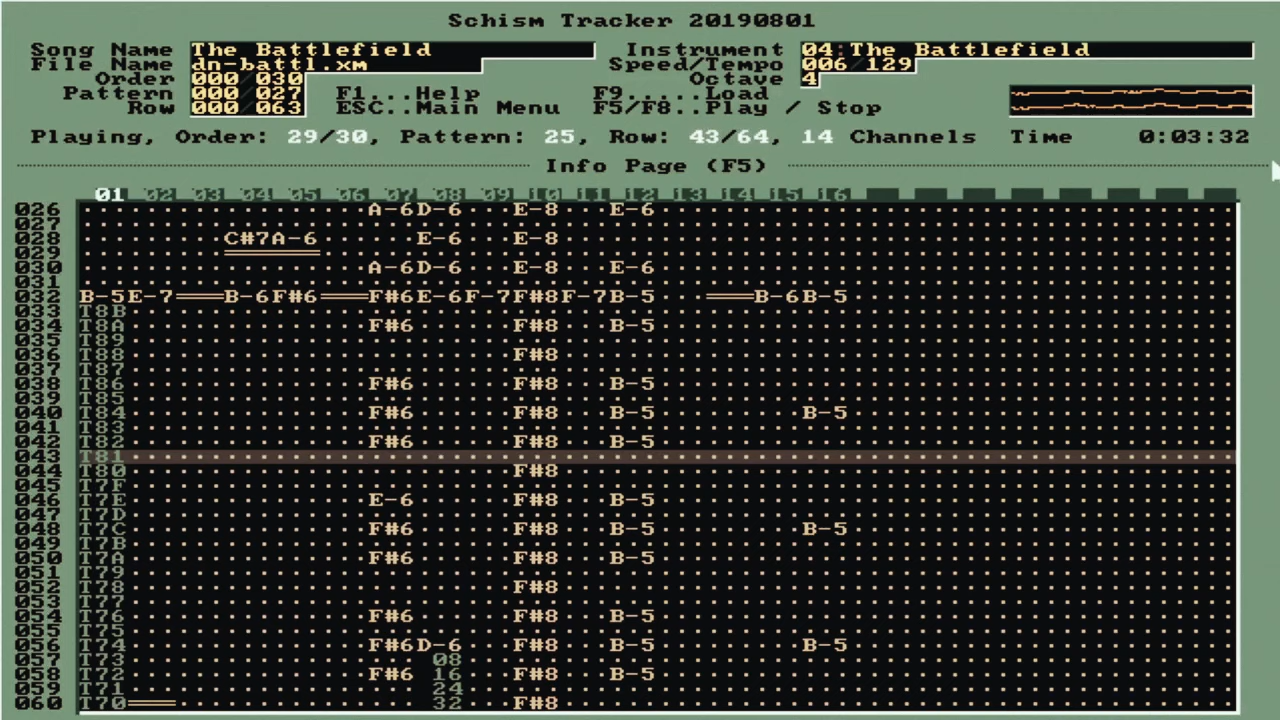 Schism Tracker 20190801
Song Name The Battlefield Instrument 04:The Battlefield
File Name dn-battl.xm Speed/Tempo 006/129
Order 000/030 Octave 4
Pattern 000/027 F1...Help F9.....Load
Row 000/063 ESC..Main Menu F5/F8..Play / Stop
Playing, Order: 29/30, Pattern: 25, Row: 43/64, 14 Channels Time 0:03:32
Info Page (F5)
01 02 03 04 05 06 07 08 09 10 11 12 13 14 15 16
026 A-6 D-6 E-8 E-6
027
028 C#7 A-6 E-6 E-8
029
030 A-6 D-6 E-8 E-6
031
032 B-5 E-7 B-6 F#6 F#6 E-6 F-7 F#8 F-7 B-5 B-6 B-5
033 T8B
034 T8A F#6 F#8 B-5
035 T89
036 T88 F#8
037 T87
038 T86 F#6 F#8 B-5
039 T85
040 T84 F#6 F#8 B-5 B-5
041 T83
042 T82 F#6 F#8 B-5
043 T81
044 T80 F#8
045 T7F
046 T7E E-6 F#8 B-5
047 T7D
048 T7C F#6 F#8 B-5 B-5
049 T7B
050 T7A F#6 F#8 B-5
051 T79
052 T78 F#8
053 T77
054 T76 F#6 F#8 B-5
055 T75
056 T74 F#6 D-6 F#8 B-5 B-5
057 T73 08
058 T72 F#6 16 F#8 B-5
059 T71 24
060 T70 32 F#8